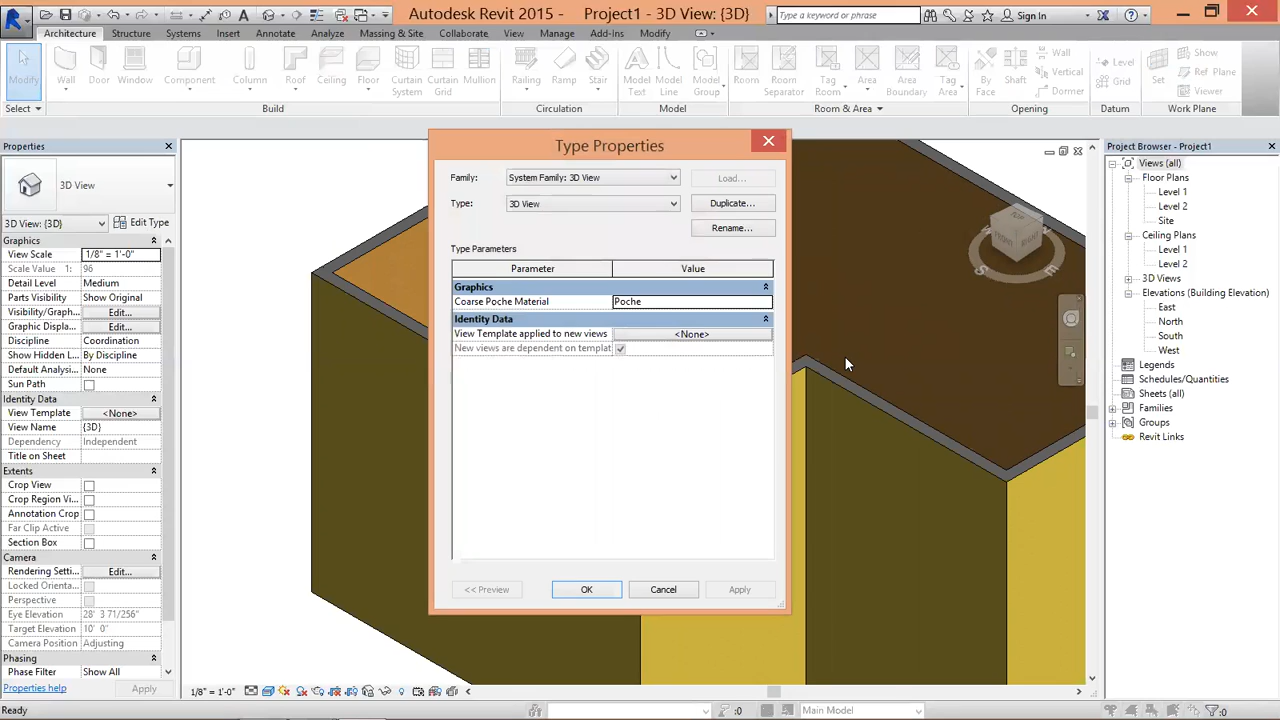 Autodesk Revit 2015 - Project1 - 3D View: {3D}
Type a keyword or phrase
Sign In
Architecture Structure Systems Insert Annotate Analyze Massing & Site Collaborate View Manage Add-Ins Modify
Modify Wall Door Window Component Column Roof Ceiling Floor Curtain System Curtain Grid Mullion Railing Ramp Stair Model Text Model Line Model Group Room Room Separator Tag Room Area Area Boundary Tag Area By Face Shaft Wall Vertical Dormer Level Grid Set Show Ref Plane Viewer
Select Build Circulation Model Room & Area Opening Datum Work Plane
Properties
3D View
3D View: {3D} Edit Type
Graphics
View Scale 1/8" = 1'-0"
Scale Value 1: 96
Detail Level Medium
Parts Visibility Show Original
Visibility/Graph... Edit...
Graphic Displa... Edit...
Discipline Coordination
Show Hidden L... By Discipline
Default Analysi... None
Sun Path
Identity Data
View Template <None>
View Name {3D}
Dependency Independent
Title on Sheet
Extents
Crop View
Crop Region Vi...
Annotation Crop
Far Clip Active
Section Box
Camera
Rendering Setti... Edit...
Locked Orienta...
Perspective
Eye Elevation 28' 3 71/256"
Target Elevation 10' 0"
Camera Position Adjusting
Phasing
Phase Filter Show All
Properties help Apply
Type Properties
Family: System Family: 3D View Load...
Type: 3D View Duplicate...
Rename...
Type Parameters
Parameter Value
Graphics
Coarse Poche Material Poche
Identity Data
View Template applied to new views <None>
New views are dependent on templat
<< Preview OK Cancel Apply
TOP
FRONT RIGHT
S E
Project Browser - Project1
Views (all)
Floor Plans
Level 1
Level 2
Site
Ceiling Plans
Level 1
Level 2
3D Views
Elevations (Building Elevation)
East
North
South
West
Legends
Schedules/Quantities
Sheets (all)
Families
Groups
Revit Links
1/8" = 1'-0"
Ready
:0
Main Model
:0